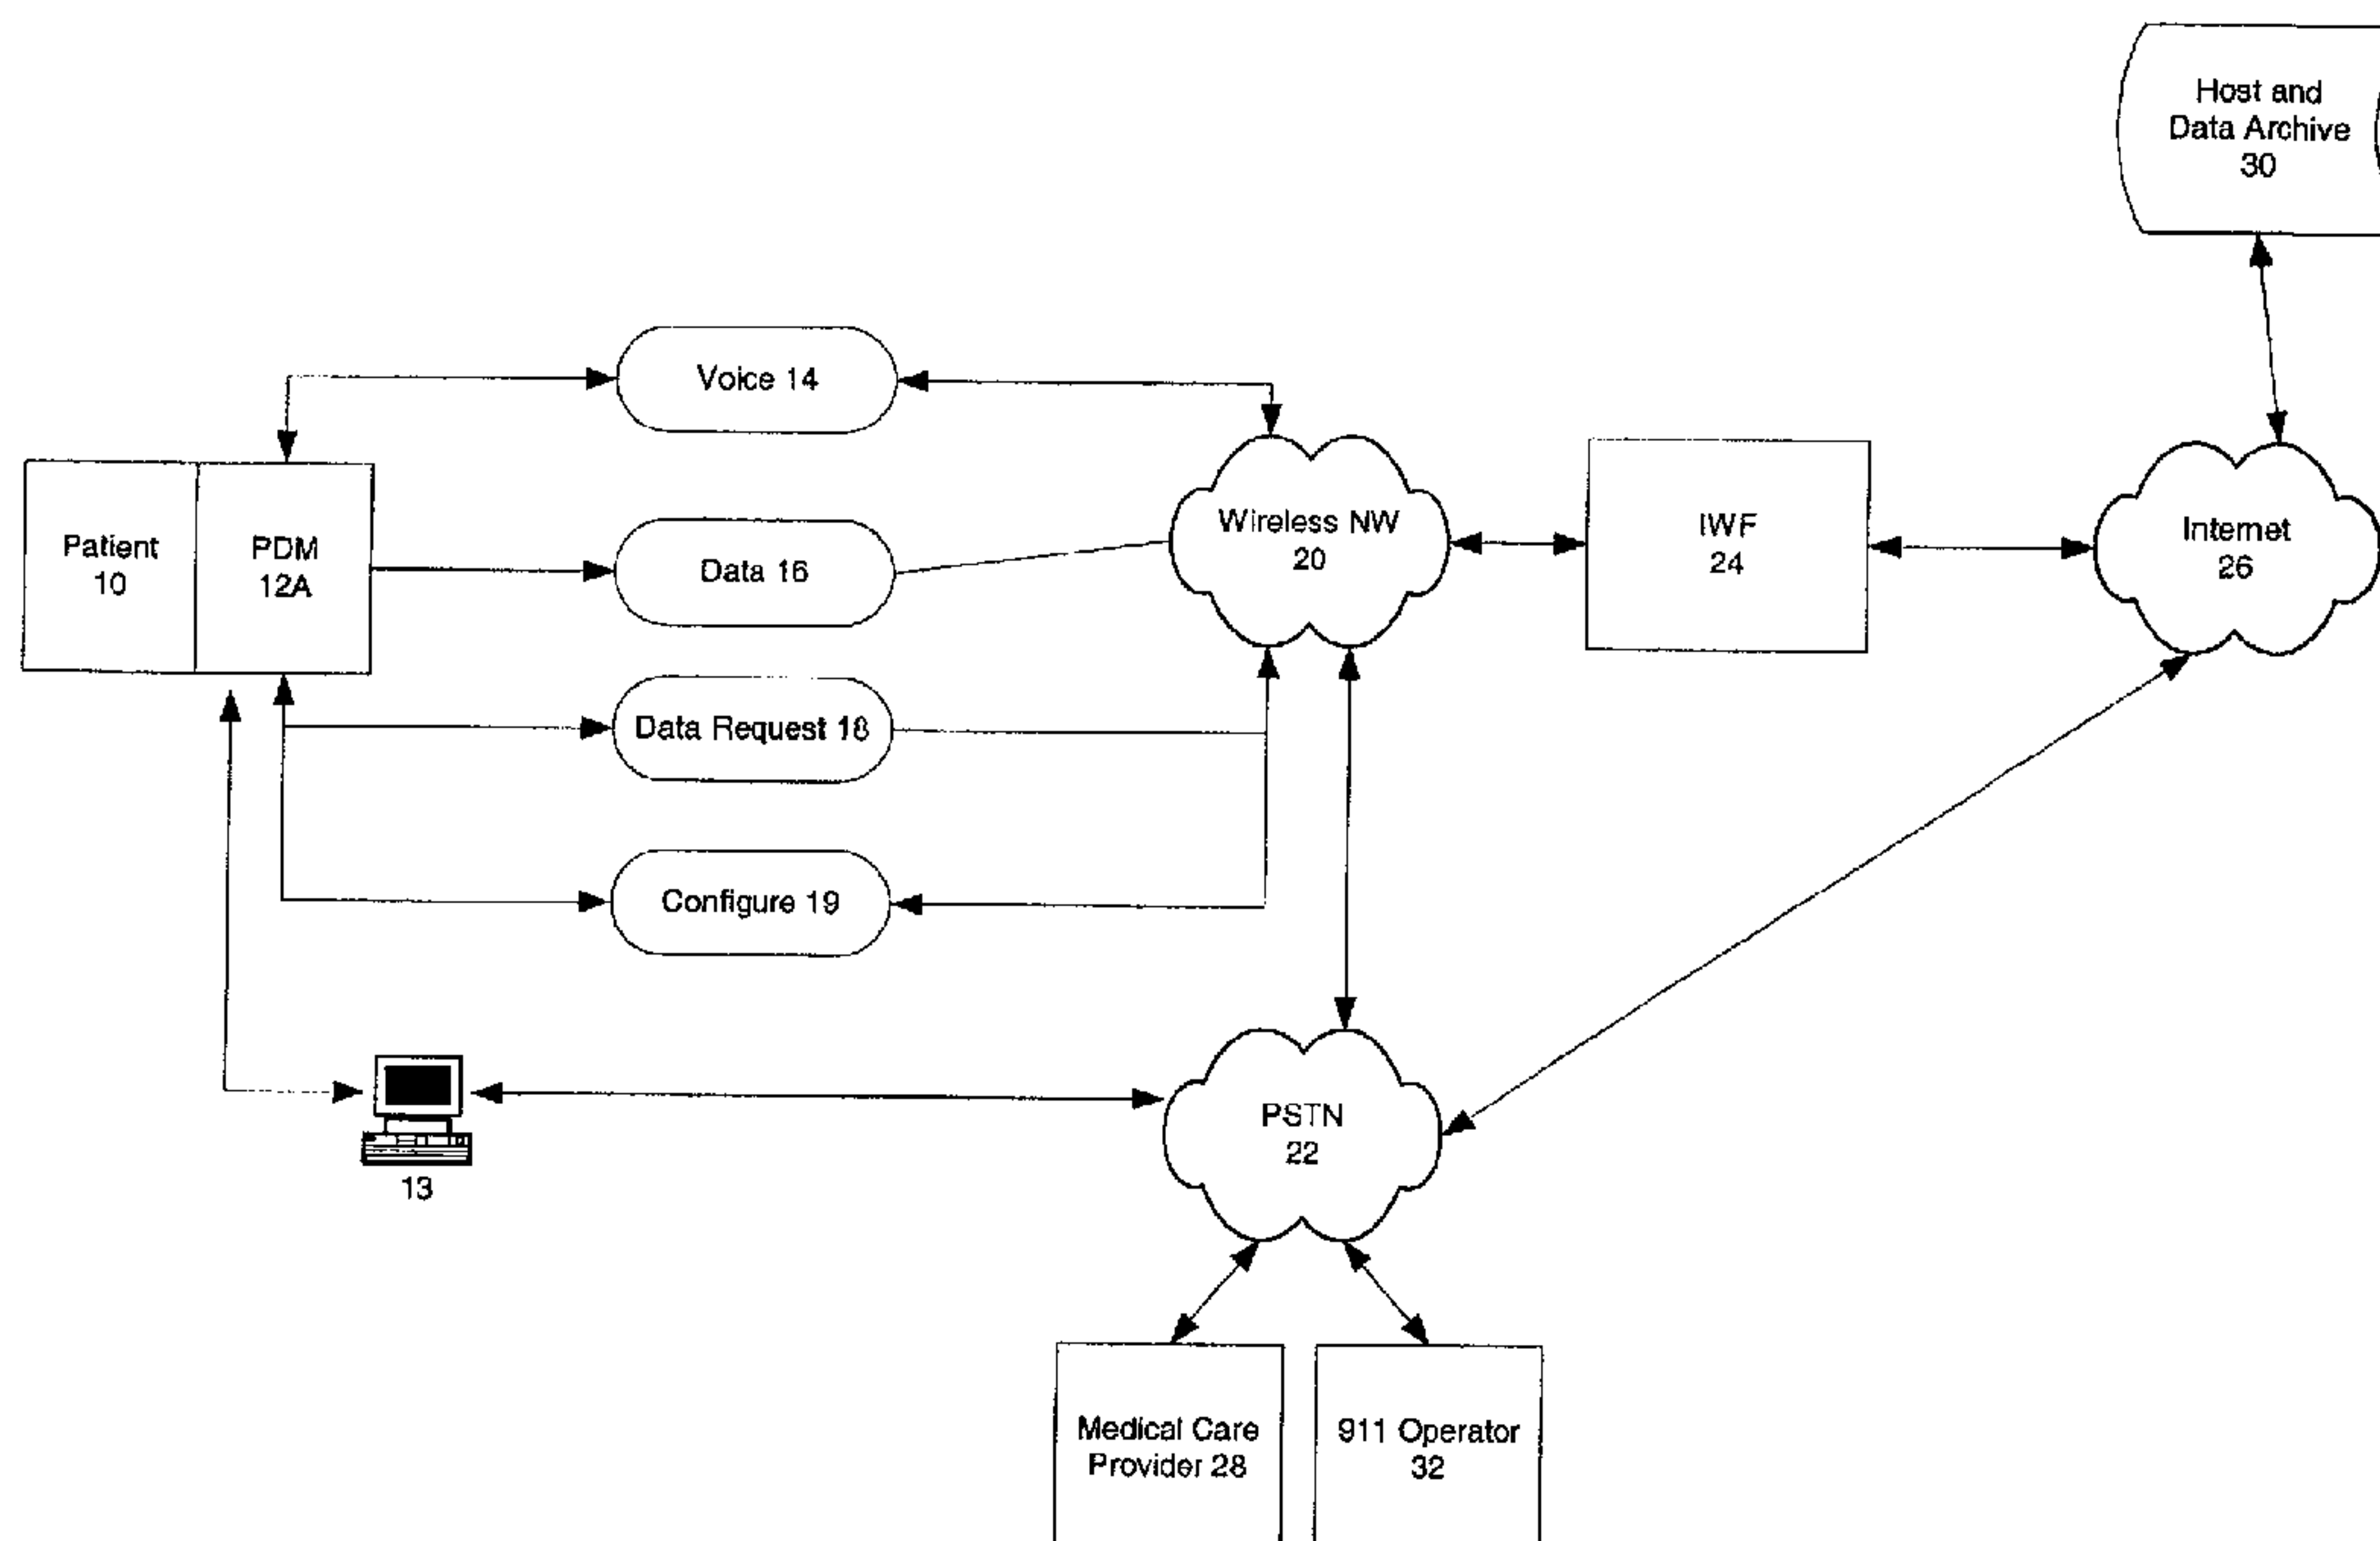 Host and
Data Archive
30
Voice 14
Patient
10
PDM
12A
Data 16
Wireless NW
20
IWF
24
Internet
26
Data Request 18
Configure 19
13
PSTN
22
Medical Care
Provider 28
911 Operator
32